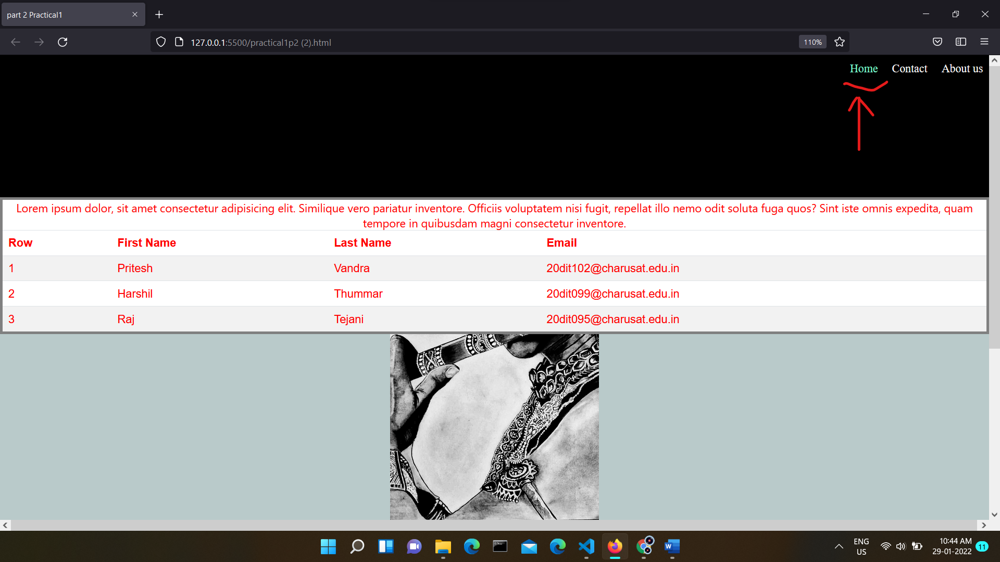 part 2 Practical1
127.0.0.1:5500/practical1p2 (2).html
110%
Home Contact About us
Lorem ipsum dolor, sit amet consectetur adipisicing elit. Similique vero pariatur inventore. Officiis voluptatem nisi fugit, repellat illo nemo odit soluta fuga quos? Sint iste omnis expedita, quam
tempore in quibusdam magni consectetur inventore.
Row First Name Last Name Email
1 Pritesh Vandra 20dit102@charusat.edu.in
2 Harshil Thummar 20dit099@charusat.edu.in
3 Raj Tejani 20dit095@charusat.edu.in
ENG
US
10:44 AM
29-01-2022
11